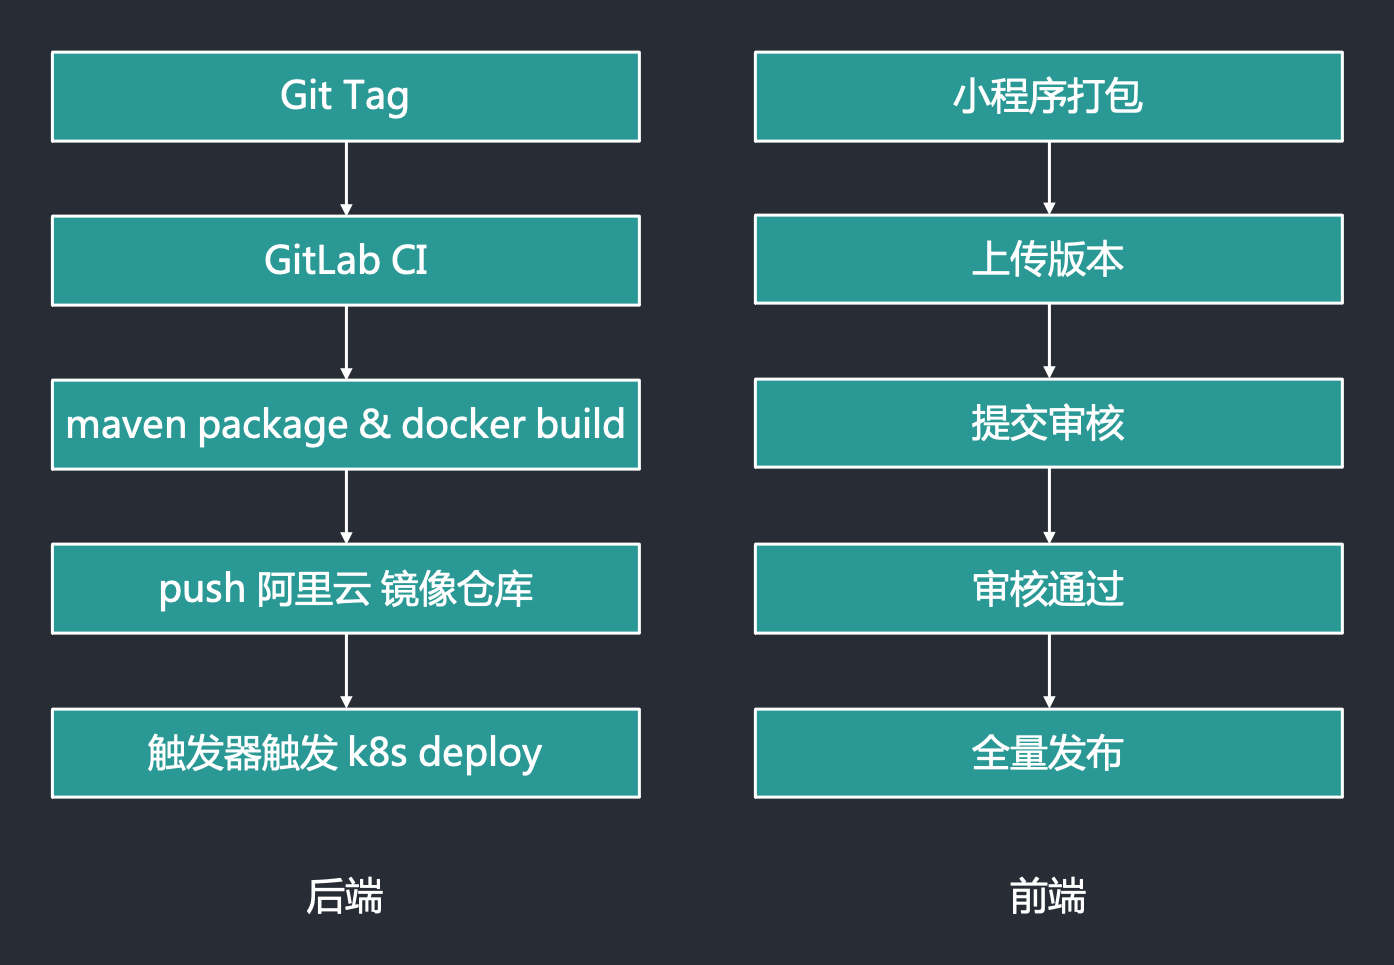 Git Tag
GitLab CI
maven package & docker build
push 阿里云 镜像仓库
触发器触发 k8s deploy
后端
小程序打包
上传版本
提交审核
审核通过
全量发布
前端